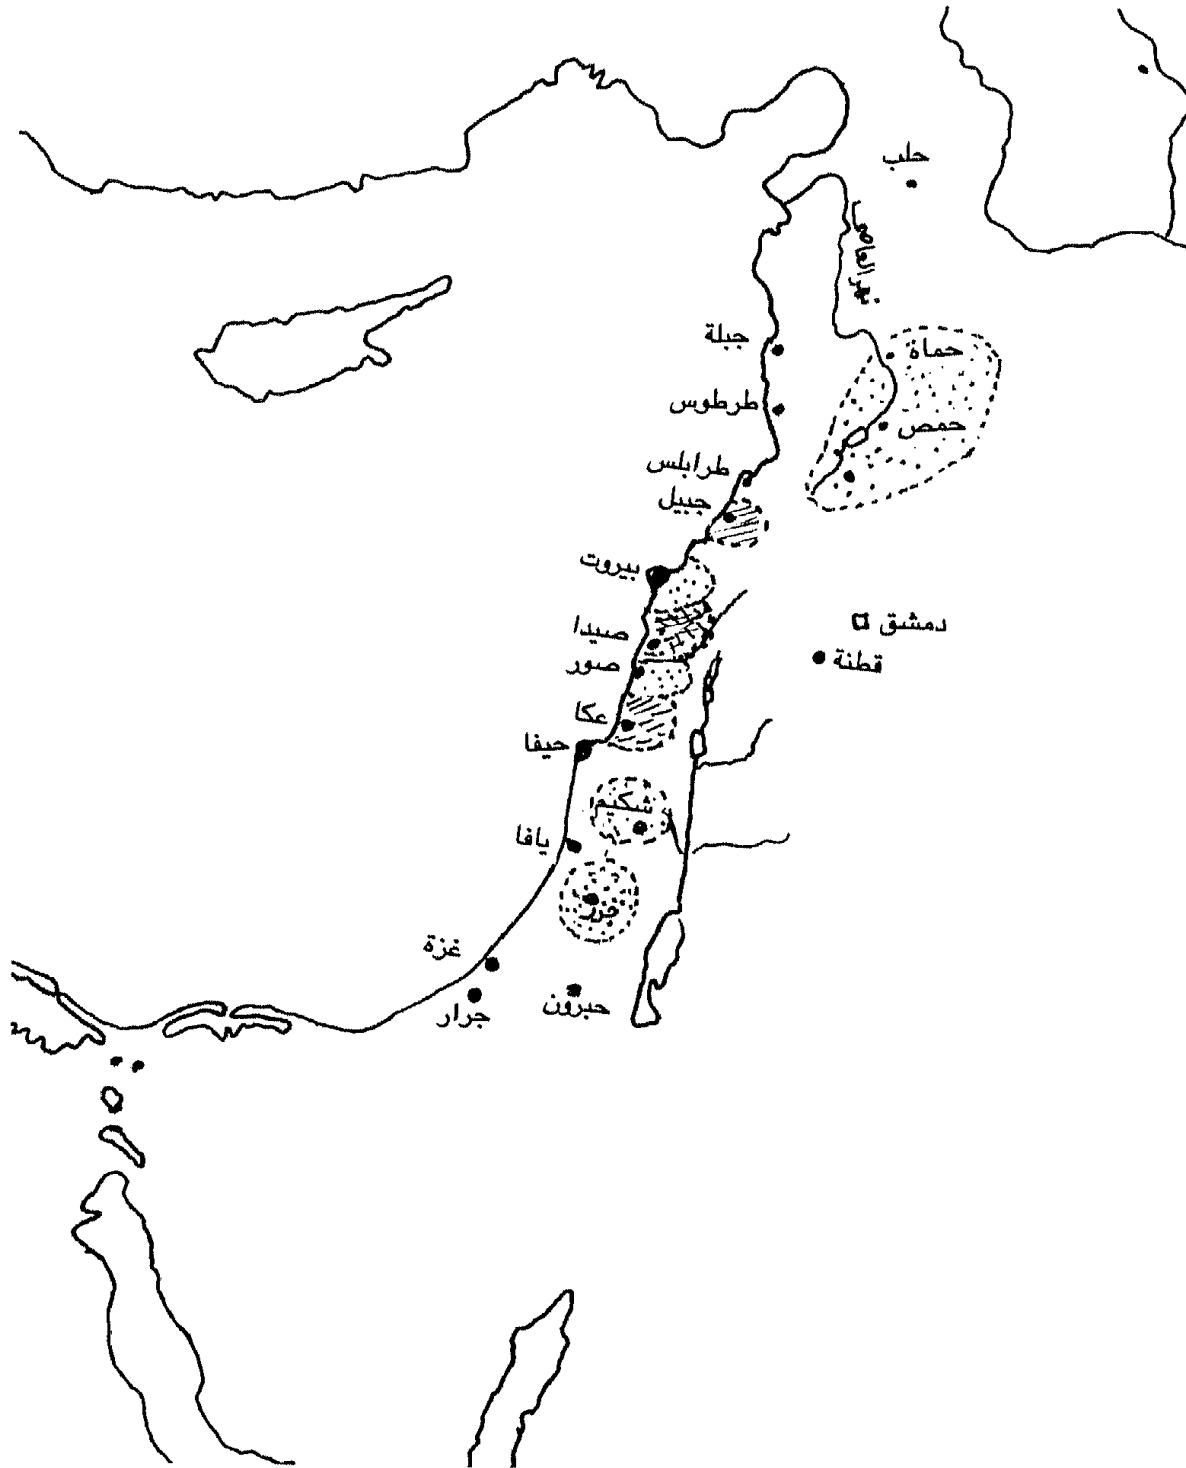 حلب
نهر العاصي
جبلة
حماة
طرطوس
حمص
طرابلس
جبيل
بيروت
دمشق
صيدا
قطنة
صور
عكا
حيفا
شكيم
يافا
جزر
غزة
حبرون
جرار